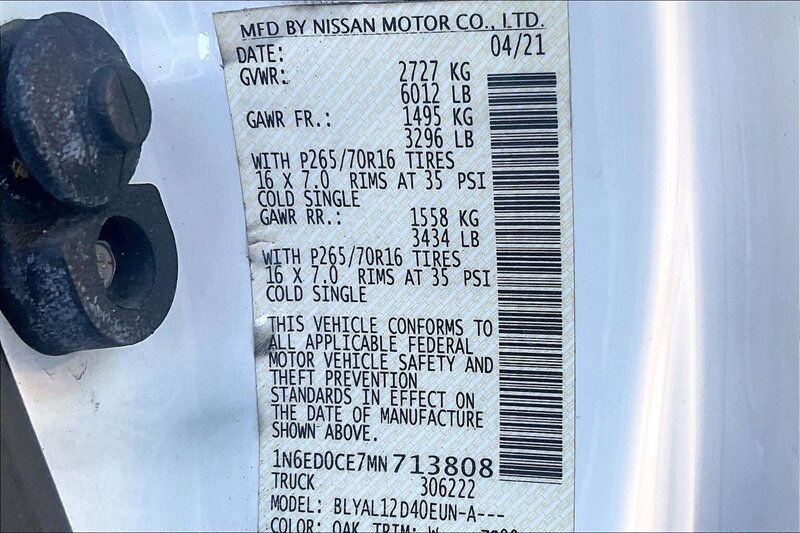 MFD BY NISSAN MOTOR CO., LTD.
DATE: 04/21
GVWR: 2727 KG
6012 LB
GAWR FR.: 1495 KG
3296 LB
WITH P265/70R16 TIRES
16 X 7.0 RIMS AT 35 PSI
COLD SINGLE
GAWR RR.: 1558 KG
3434 LB
WITH P265/70R16 TIRES
16 X 7.0 RIMS AT 35 PSI
COLD SINGLE
THIS VEHICLE CONFORMS TO
ALL APPLICABLE FEDERAL
MOTOR VEHICLE SAFETY AND
THEFT PREVENTION
STANDARDS IN EFFECT ON
THE DATE OF MANUFACTURE
SHOWN ABOVE.
1N6ED0CE7MN713808
TRUCK 306222
MODEL: BLYAL12D40EUN-A---
COLOR: QAK TRIM: